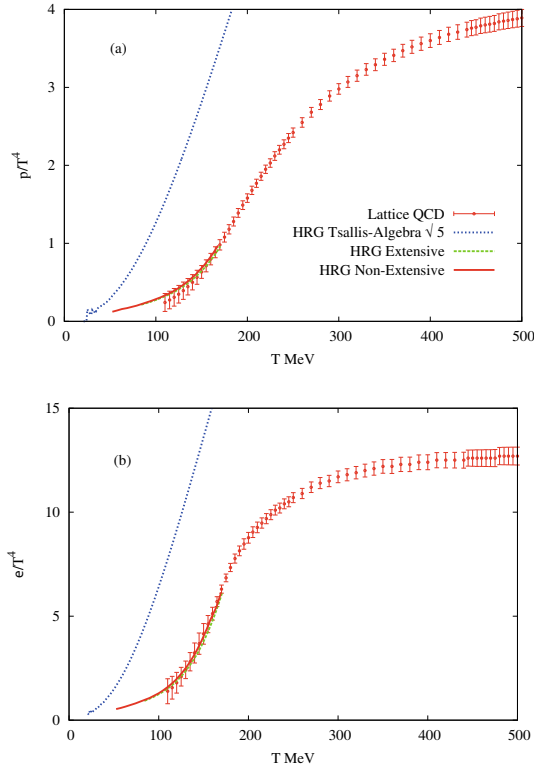 4
(a)
3
p/T⁴
2
Lattice QCD
HRG Tsallis-Algebra √ 5
1
HRG Extensive
HRG Non-Extensive
0
0 100 200 300 400 500
T MeV
15
(b)
10
e/T⁴
5
0
0 100 200 300 400 500
T MeV